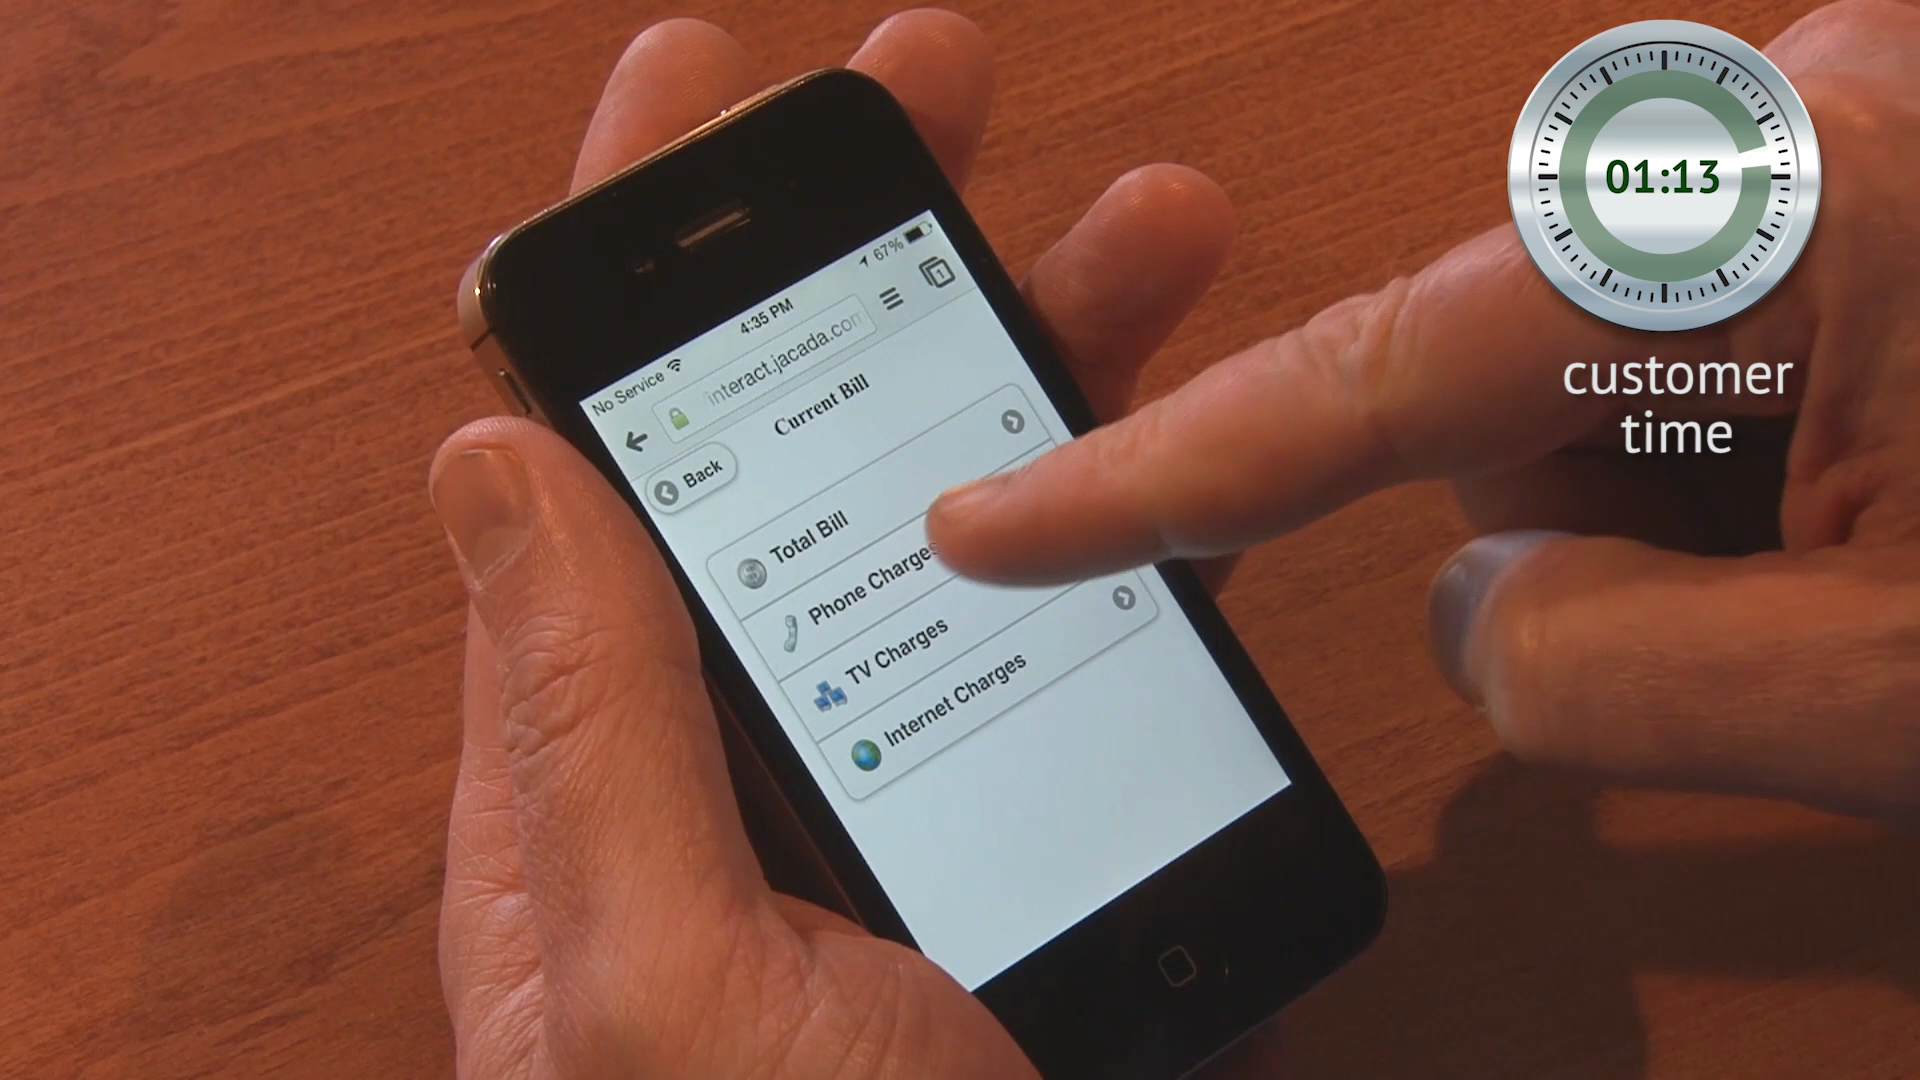 No Service
4:35 PM
67%
interact.jacada.com
1
Current Bill
Back
Total Bill
Phone Charges
TV Charges
Internet Charges
01:13
customer
time